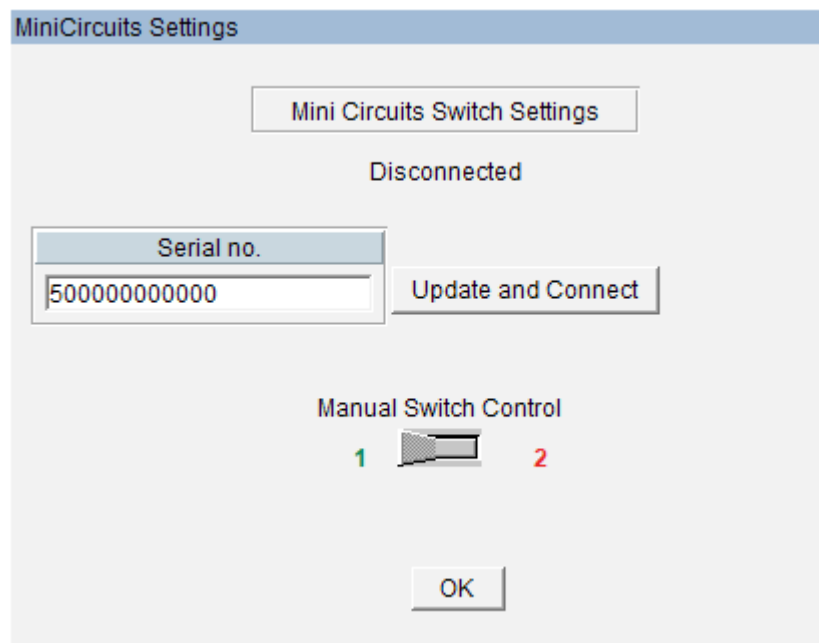 MiniCircuits Settings
Mini Circuits Switch Settings
Disconnected
Serial no.
500000000000
Update and Connect
Manual Switch Control
1 2
OK